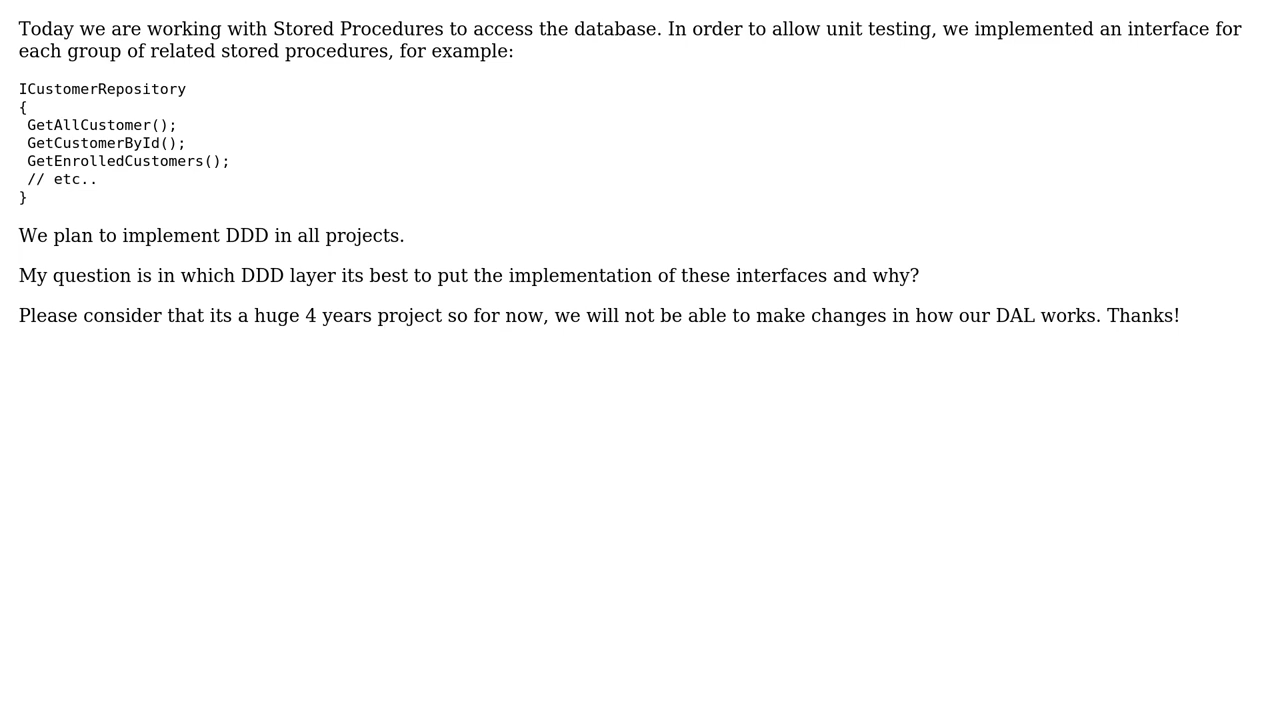 Today we are working with Stored Procedures to access the database. In order to allow unit testing, we implemented an interface for
each group of related stored procedures, for example:
ICustomerRepository
{
 GetAllCustomer();
 GetCustomerById();
 GetEnrolledCustomers();
 // etc..
}
We plan to implement DDD in all projects.
My question is in which DDD layer its best to put the implementation of these interfaces and why?
Please consider that its a huge 4 years project so for now, we will not be able to make changes in how our DAL works. Thanks!